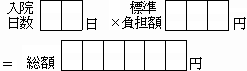 入院 標準
日数 日 ×負担額 円
＝ 総額 円